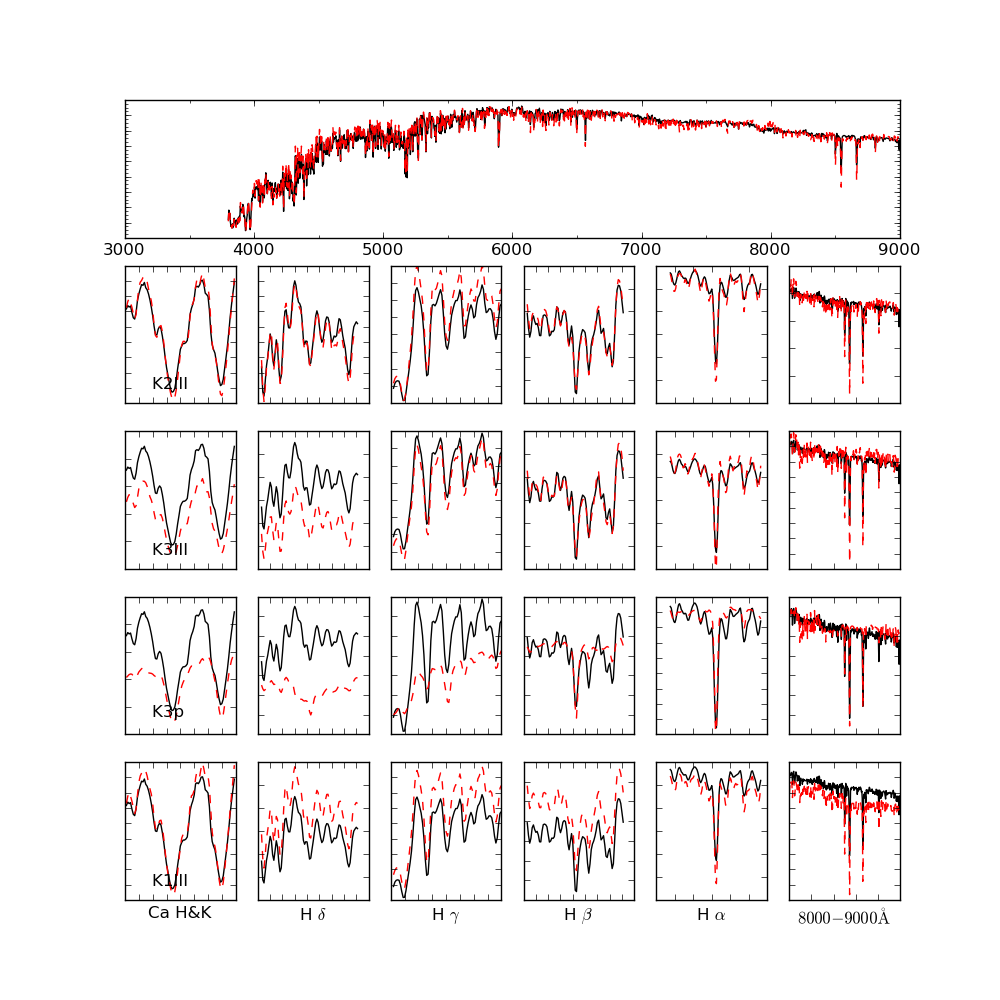 3000 4000 5000 6000 7000 8000 9000
K2III
K3III
K3p
K1III
Ca H&K H δ H γ H β H α 8000−9000Å